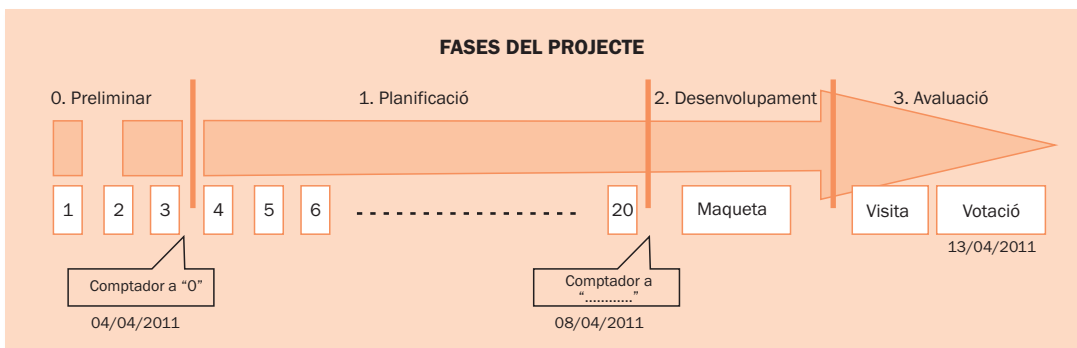 FASES DEL PROJECTE
0. Preliminar
1. Planificació
2. Desenvolupament
3. Avaluació
1
2
3
4
5
6
20
Maqueta
Visita
Votació
13/04/2011
Comptador a “0”
04/04/2011
Comptador a
“............”
08/04/2011